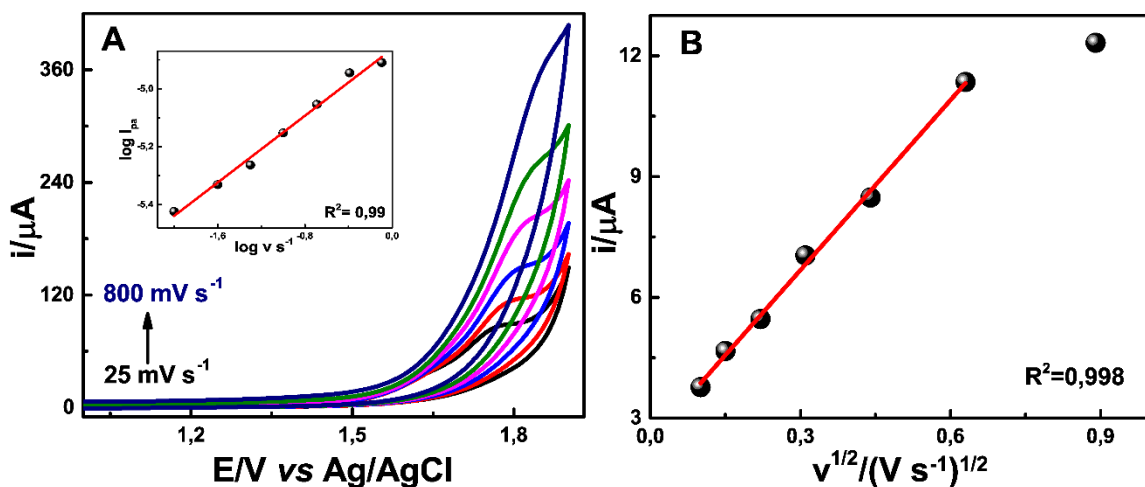 A
i/μA
360
240
120
0
1,2
1,5
1,8
E/V vs Ag/AgCl
800 mV s⁻¹
25 mV s⁻¹
log Iₚₐ
-5,0
-5,2
-5,4
-1,6
-0,8
0,0
log v s⁻¹
R²= 0,99
B
i/μA
12
9
6
3
0,0
0,3
0,6
0,9
v¹/²/(V s⁻¹)¹/²
R²=0,998